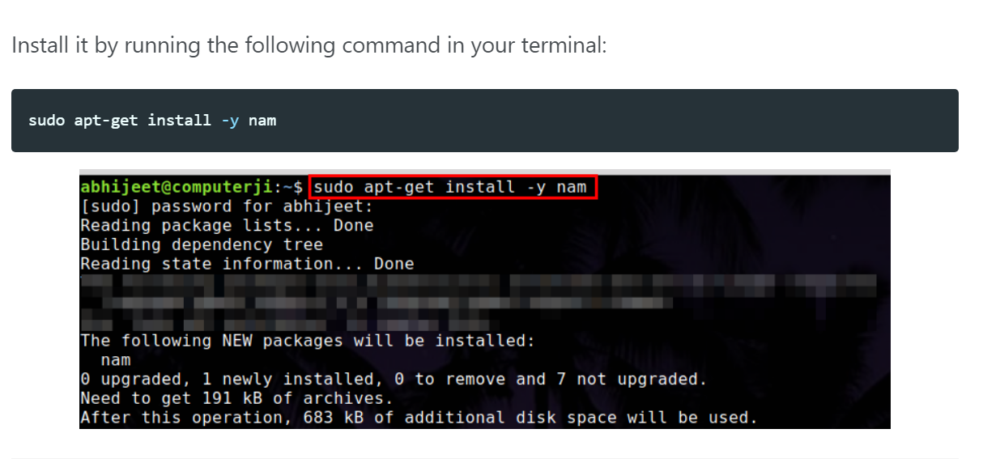 Install it by running the following command in your terminal:
sudo apt-get install -y nam
abhijeet@computerji:~$ sudo apt-get install -y nam
[sudo] password for abhijeet:
Reading package lists... Done
Building dependency tree
Reading state information... Done
The following NEW packages will be installed:
nam
0 upgraded, 1 newly installed, 0 to remove and 7 not upgraded.
Need to get 191 kB of archives.
After this operation, 683 kB of additional disk space will be used.